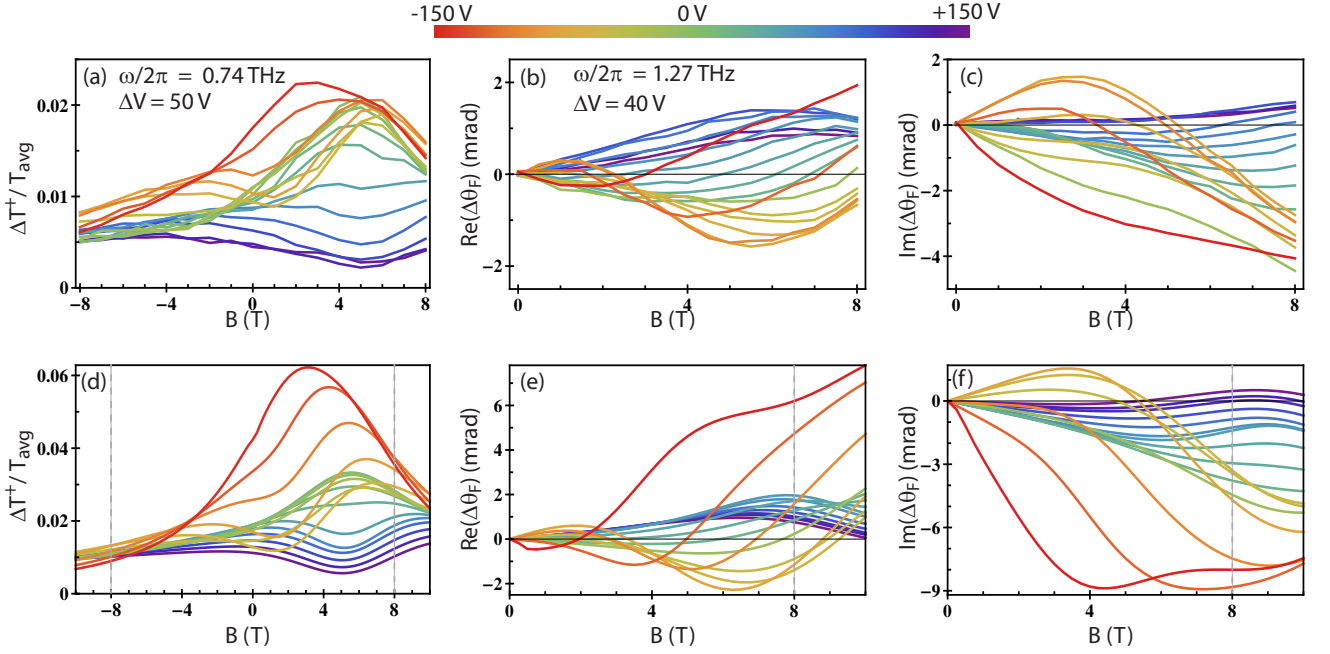 -150 V 0 V +150 V
(a) ω/2π = 0.74 THz
ΔV = 50 V
ΔT⁺/ T_avg
0.02
0.01
0
−8 −4 0 4 8
B (T)
(b) ω/2π = 1.27 THz
ΔV = 40 V
Re(Δθ_F) (mrad)
2
0
−2
0 4 8
B (T)
(c)
Im(Δθ_F) (mrad)
2
0
−2
−4
0 4 8
B (T)
(d)
ΔT⁺/ T_avg
0.06
0.04
0.02
0
−8 −4 0 4 8
B (T)
(e)
Re(Δθ_F) (mrad)
6
4
2
0
−2
0 4 8
B (T)
(f)
Im(Δθ_F) (mrad)
0
−3
−6
−9
0 4 8
B (T)